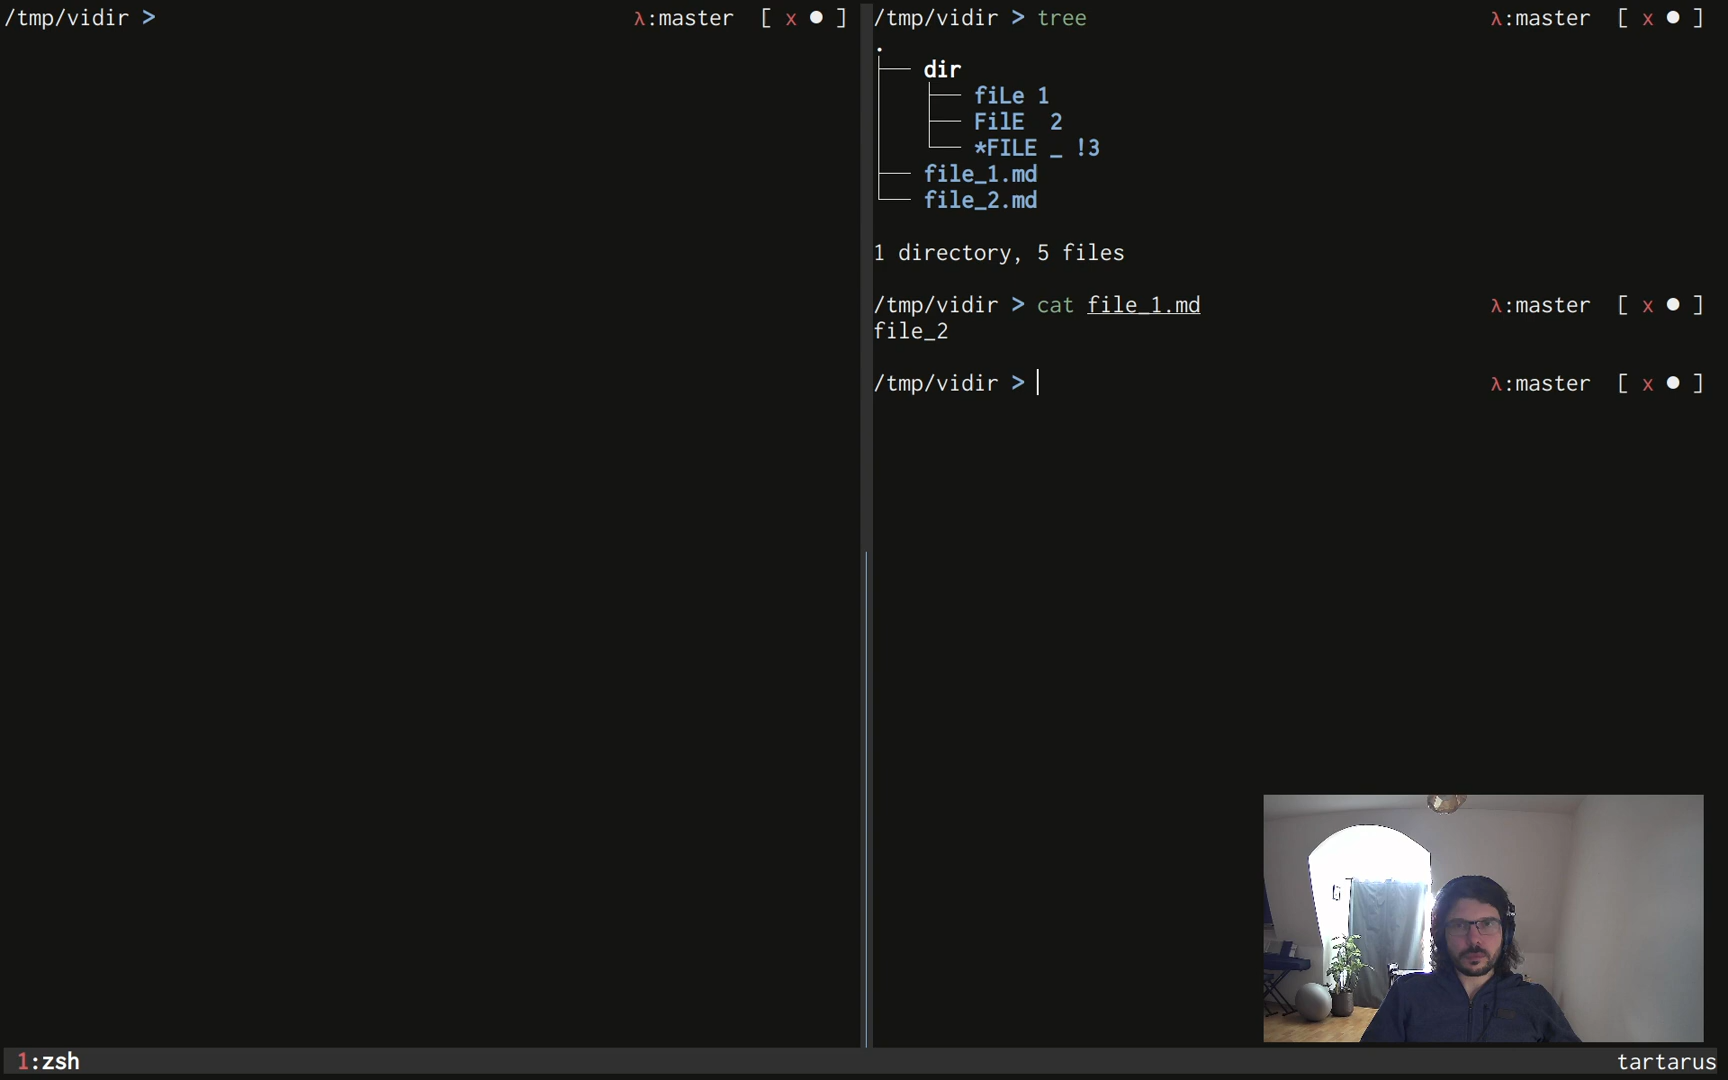 /tmp/vidir > λ:master [ x ● ]
/tmp/vidir > tree λ:master [ x ● ]
.
dir
fiLe 1
FilE  2
*FILE _ !3
file_1.md
file_2.md
1 directory, 5 files
/tmp/vidir > cat file_1.md λ:master [ x ● ]
file_2
/tmp/vidir > λ:master [ x ● ]
1:zsh
tartarus